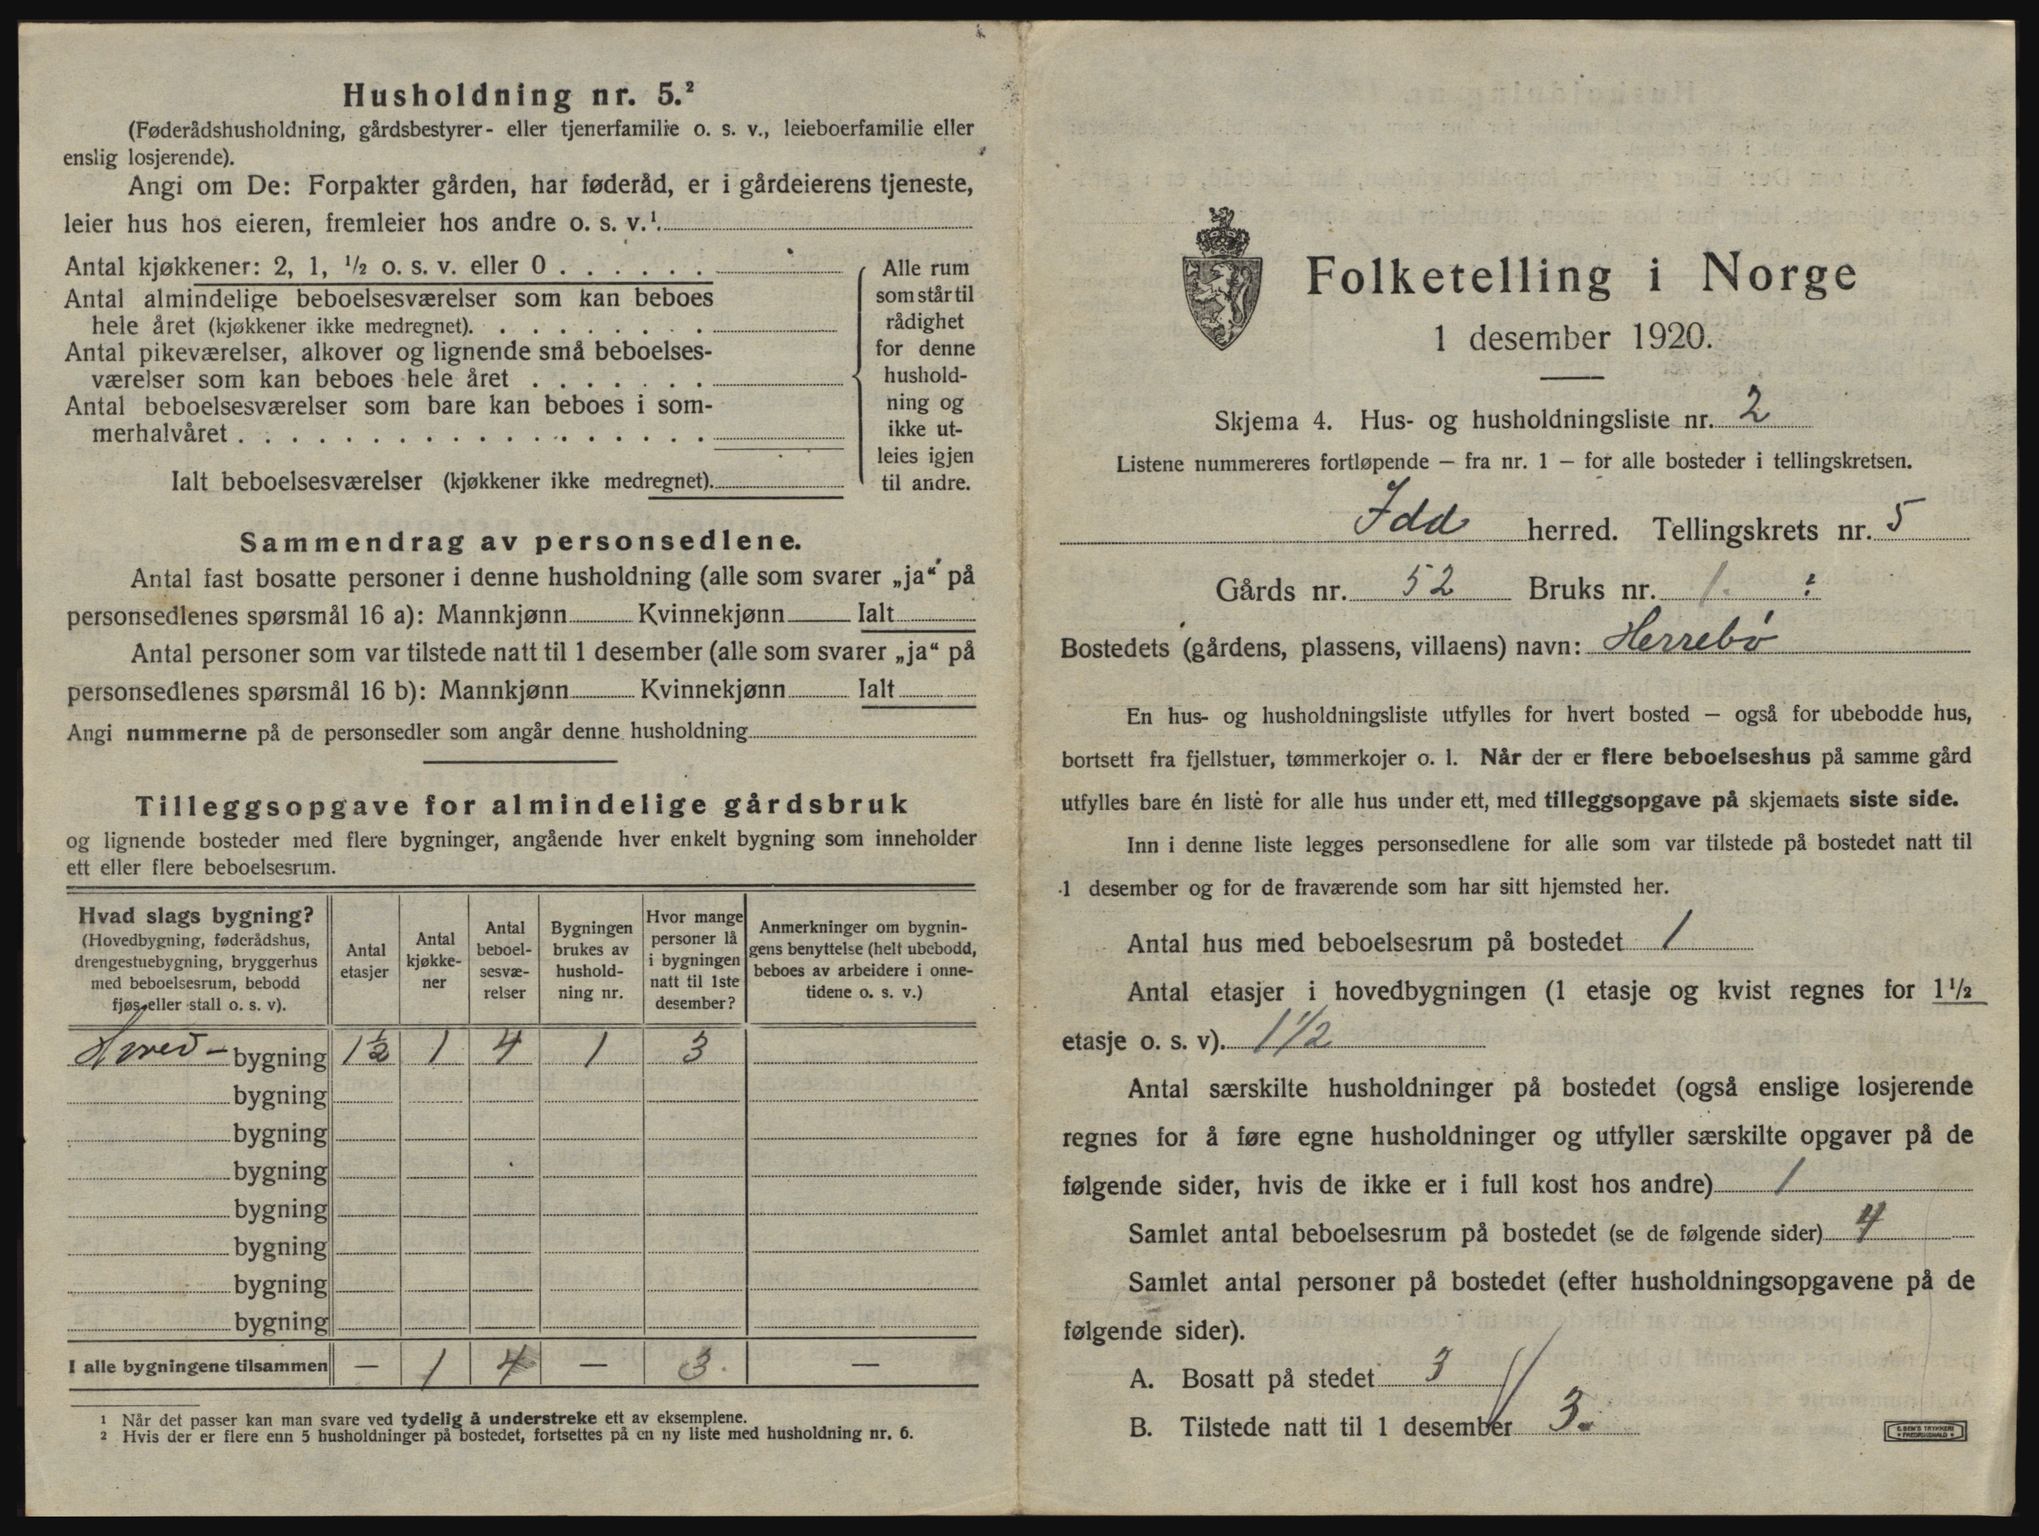 Husholdning nr. 5.²
(Føderådshusholdning, gårdsbestyrer- eller tjenerfamilie o. s. v., leieboerfamilie eller
enslig losjerende).
Angi om De: Forpakter gården, har føderåd, er i gårdeierens tjeneste,
leier hus hos eieren, fremleier hos andre o. s. v.¹
Antal kjøkkener: 2, 1, ½ o. s. v. eller 0 . . . . . .
Antal almindelige beboelsesværelser som kan beboes
hele året (kjøkkener ikke medregnet). . . . . . . . .
Antal pikeværelser, alkover og lignende små beboelses-
værelser som kan beboes hele året . . . . . . .
Antal beboelsesværelser som bare kan beboes i som-
merhalvåret . . . . . . . . . . . . . . . . . .
Ialt beboelsesværelser (kjøkkener ikke medregnet).
Alle rum
som står til
rådighet
for denne
hushold-
ning og
ikke ut-
leies igjen
til andre.
Sammendrag av personsedlene.
Antal fast bosatte personer i denne husholdning (alle som svarer „ja“ på
personsedlenes spørsmål 16 a): Mannkjønn Kvinnekjønn Ialt
Antal personer som var tilstede natt til 1 desember (alle som svarer „ja“ på
personsedlenes spørsmål 16 b): Mannkjønn Kvinnekjønn Ialt
Angi nummerne på de personsedler som angår denne husholdning
Tilleggsopgave for almindelige gårdsbruk
og lignende bosteder med flere bygninger, angående hver enkelt bygning som inneholder
ett eller flere beboelsesrum.
Hvad slags bygning?
(Hovedbygning, føderådshus,
drengestuebygning, bryggerhus
med beboelsesrum, bebodd
fjøs eller stall o. s. v).
Antal
etasjer
Antal
kjøkke-
ner
Antal
beboel-
sesvæ-
relser
Bygningen
brukes av
hushold-
ning nr.
Hvor mange
personer lå
i bygningen
natt til 1ste
desember?
Anmerkninger om bygnin-
gens benyttelse (helt ubebodd,
beboes av arbeidere i onne-
tidene o. s. v.)
Hoved- bygning 1½ 1 4 1 3
bygning
bygning
bygning
bygning
bygning
bygning
bygning
I alle bygningene tilsammen — 1 4 — 3. —
¹ Når det passer kan man svare ved tydelig å understreke ett av eksemplene.
² Hvis der er flere enn 5 husholdninger på bostedet, fortsettes på en ny liste med husholdning nr. 6.
Folketelling i Norge
1 desember 1920.
Skjema 4. Hus- og husholdningsliste nr. 2
Listene nummereres fortløpende — fra nr. 1 — for alle bosteder i tellingskretsen.
Idd herred. Tellingskrets nr. 5
Gårds nr. 52 Bruks nr. 1.
Bostedets (gårdens, plassens, villaens) navn: Herrebø
En hus- og husholdningsliste utfylles for hvert bosted — også for ubebodde hus,
bortsett fra fjellstuer, tømmerkojer o. l. Når der er flere beboelseshus på samme gård
utfylles bare én liste for alle hus under ett, med tilleggsopgave på skjemaets siste side.
Inn i denne liste legges personsedlene for alle som var tilstede på bostedet natt til
1 desember og for de fraværende som har sitt hjemsted her.
Antal hus med beboelsesrum på bostedet 1
Antal etasjer i hovedbygningen (1 etasje og kvist regnes for 1½
etasje o. s. v). 1½
Antal særskilte husholdninger på bostedet (også enslige losjerende
regnes for å føre egne husholdninger og utfyller særskilte opgaver på de
følgende sider, hvis de ikke er i full kost hos andre) 1
Samlet antal beboelsesrum på bostedet (se de følgende sider) 4
Samlet antal personer på bostedet (efter husholdningsopgavene på de
følgende sider).
A. Bosatt på stedet 3
B. Tilstede natt til 1 desember 3.